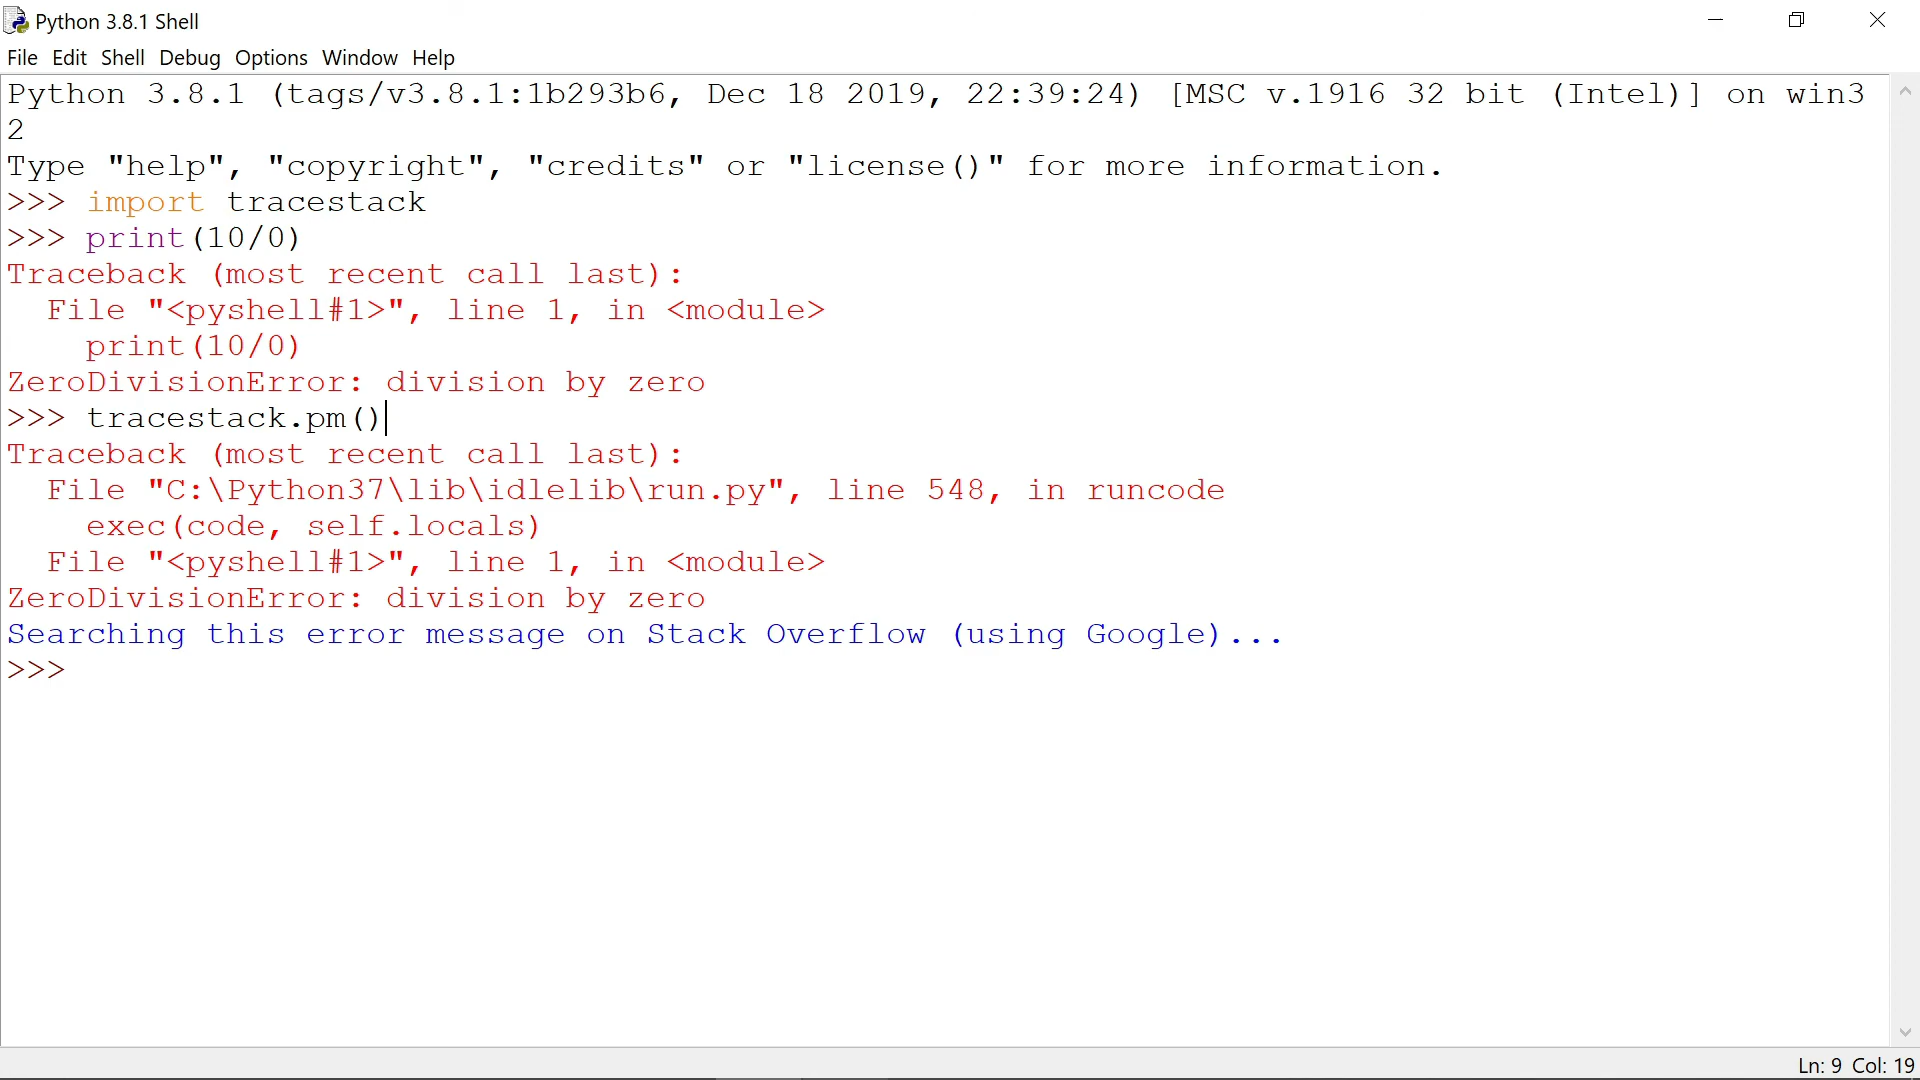 Python 3.8.1 Shell
File Edit Shell Debug Options Window Help
Python 3.8.1 (tags/v3.8.1:1b293b6, Dec 18 2019, 22:39:24) [MSC v.1916 32 bit (Intel)] on win3
2
Type "help", "copyright", "credits" or "license()" for more information.
>>> import tracestack
>>> print(10/0)
Traceback (most recent call last):
  File "<pyshell#1>", line 1, in <module>
    print(10/0)
ZeroDivisionError: division by zero
>>> tracestack.pm()
Traceback (most recent call last):
  File "C:\Python37\lib\idlelib\run.py", line 548, in runcode
    exec(code, self.locals)
  File "<pyshell#1>", line 1, in <module>
ZeroDivisionError: division by zero
Searching this error message on Stack Overflow (using Google)...
>>>
Ln: 9 Col: 19